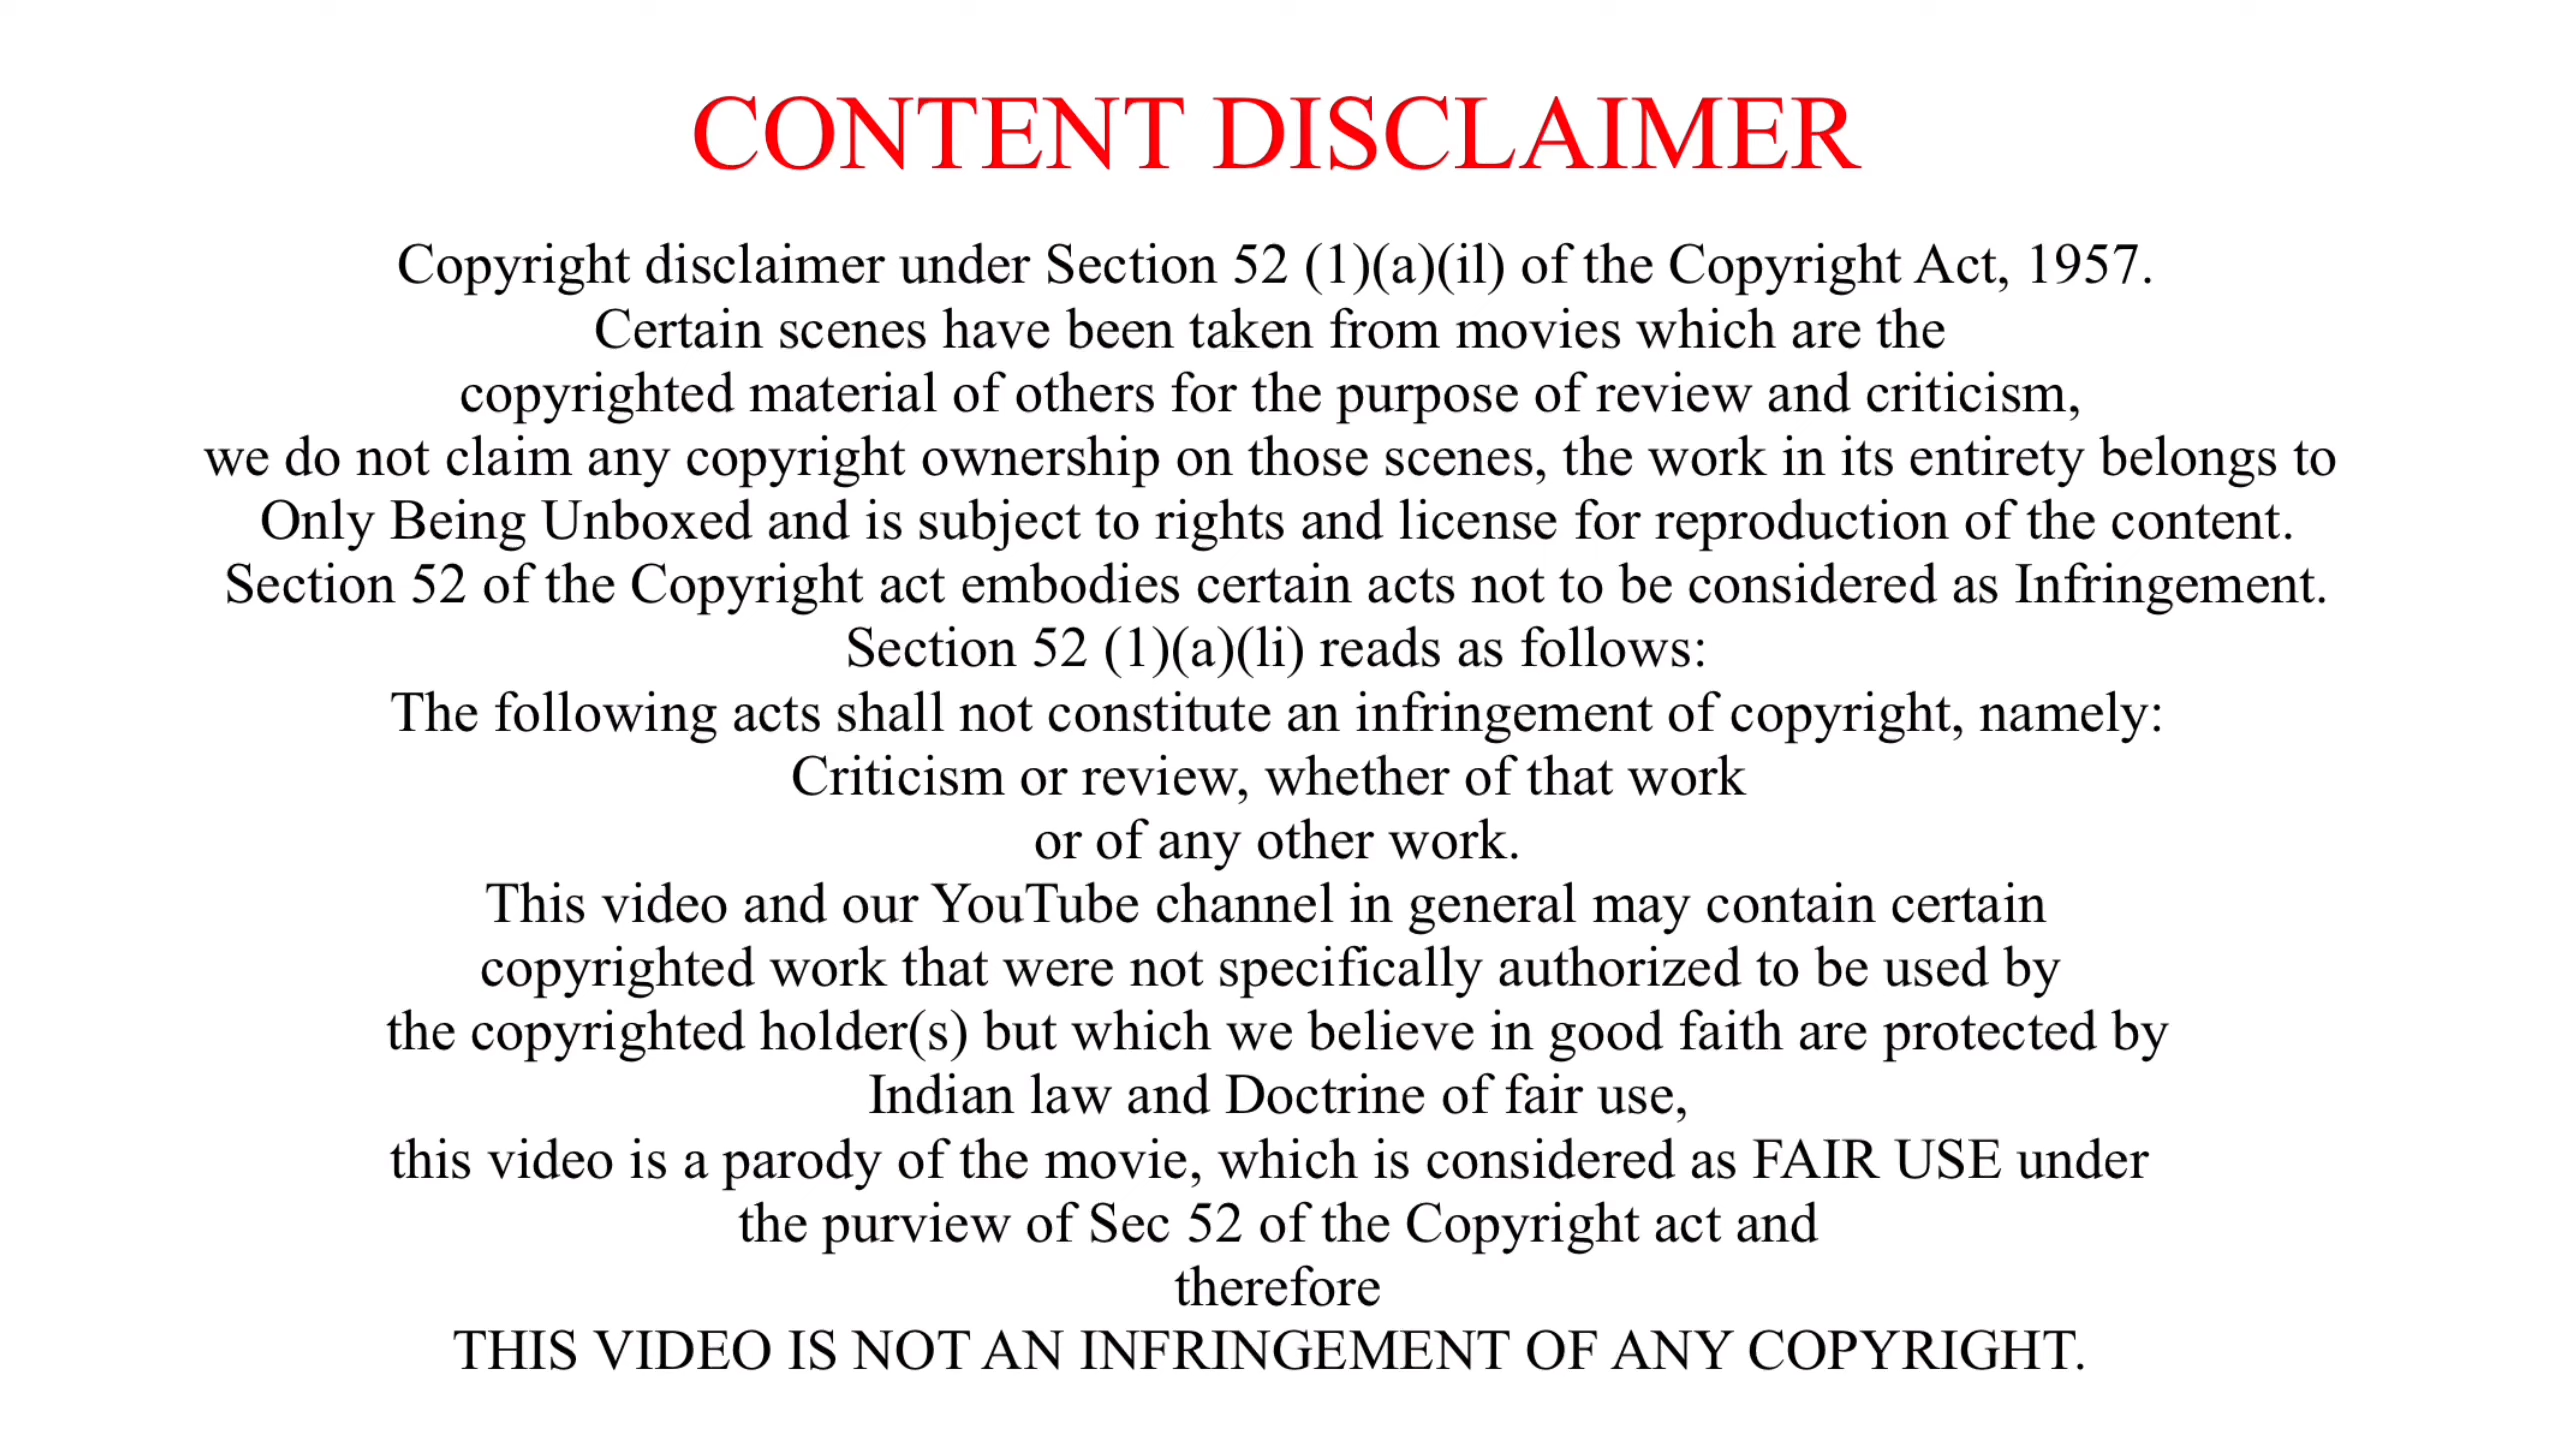 CONTENT DISCLAIMER
Copyright disclaimer under Section 52 (1)(a)(il) of the Copyright Act, 1957.
Certain scenes have been taken from movies which are the
copyrighted material of others for the purpose of review and criticism,
we do not claim any copyright ownership on those scenes, the work in its entirety belongs to
Only Being Unboxed and is subject to rights and license for reproduction of the content.
Section 52 of the Copyright act embodies certain acts not to be considered as Infringement.
Section 52 (1)(a)(li) reads as follows:
The following acts shall not constitute an infringement of copyright, namely:
Criticism or review, whether of that work
or of any other work.
This video and our YouTube channel in general may contain certain
copyrighted work that were not specifically authorized to be used by
the copyrighted holder(s) but which we believe in good faith are protected by
Indian law and Doctrine of fair use,
this video is a parody of the movie, which is considered as FAIR USE under
the purview of Sec 52 of the Copyright act and
therefore
THIS VIDEO IS NOT AN INFRINGEMENT OF ANY COPYRIGHT.